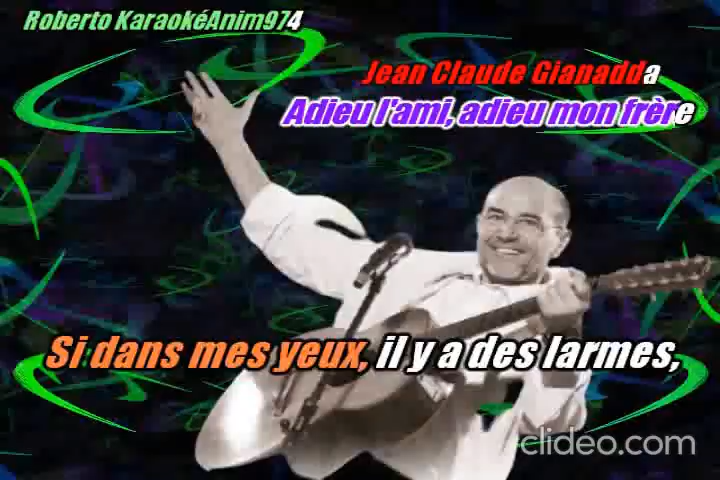 Roberto KaraokéAnim974
Jean Claude Gianadda
Adieu l'ami, adieu mon frère
Si dans mes yeux, il y a des larmes,
clideo.com